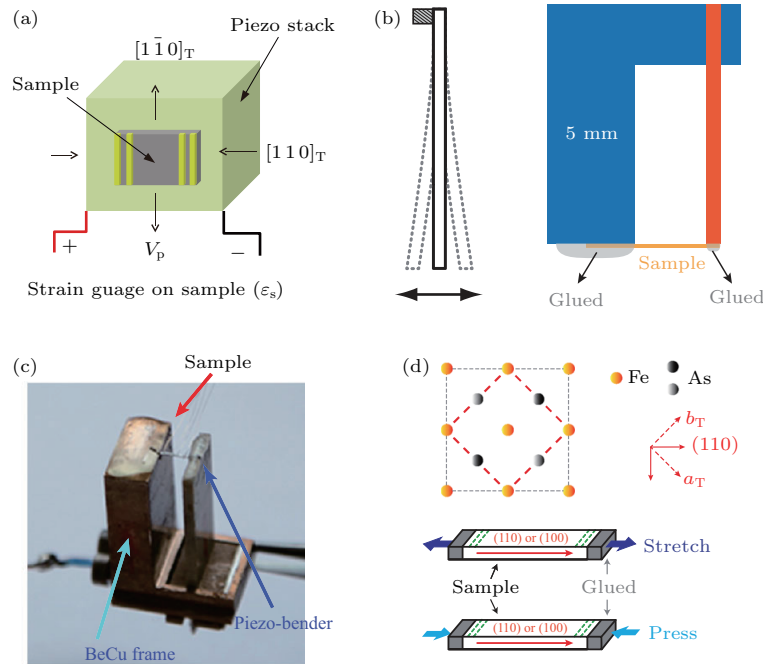 (a)
[1 1̄ 0]T
Piezo stack
Sample
[1 1 0]T
+
Vp
−
Strain guage on sample (εs)
(b)
5 mm
Sample
Glued
Glued
(c)
Sample
Piezo-bender
BeCu frame
(d)
Fe
As
bT
(110)
aT
(110) or (100)
Stretch
Sample
Glued
(110) or (100)
Press